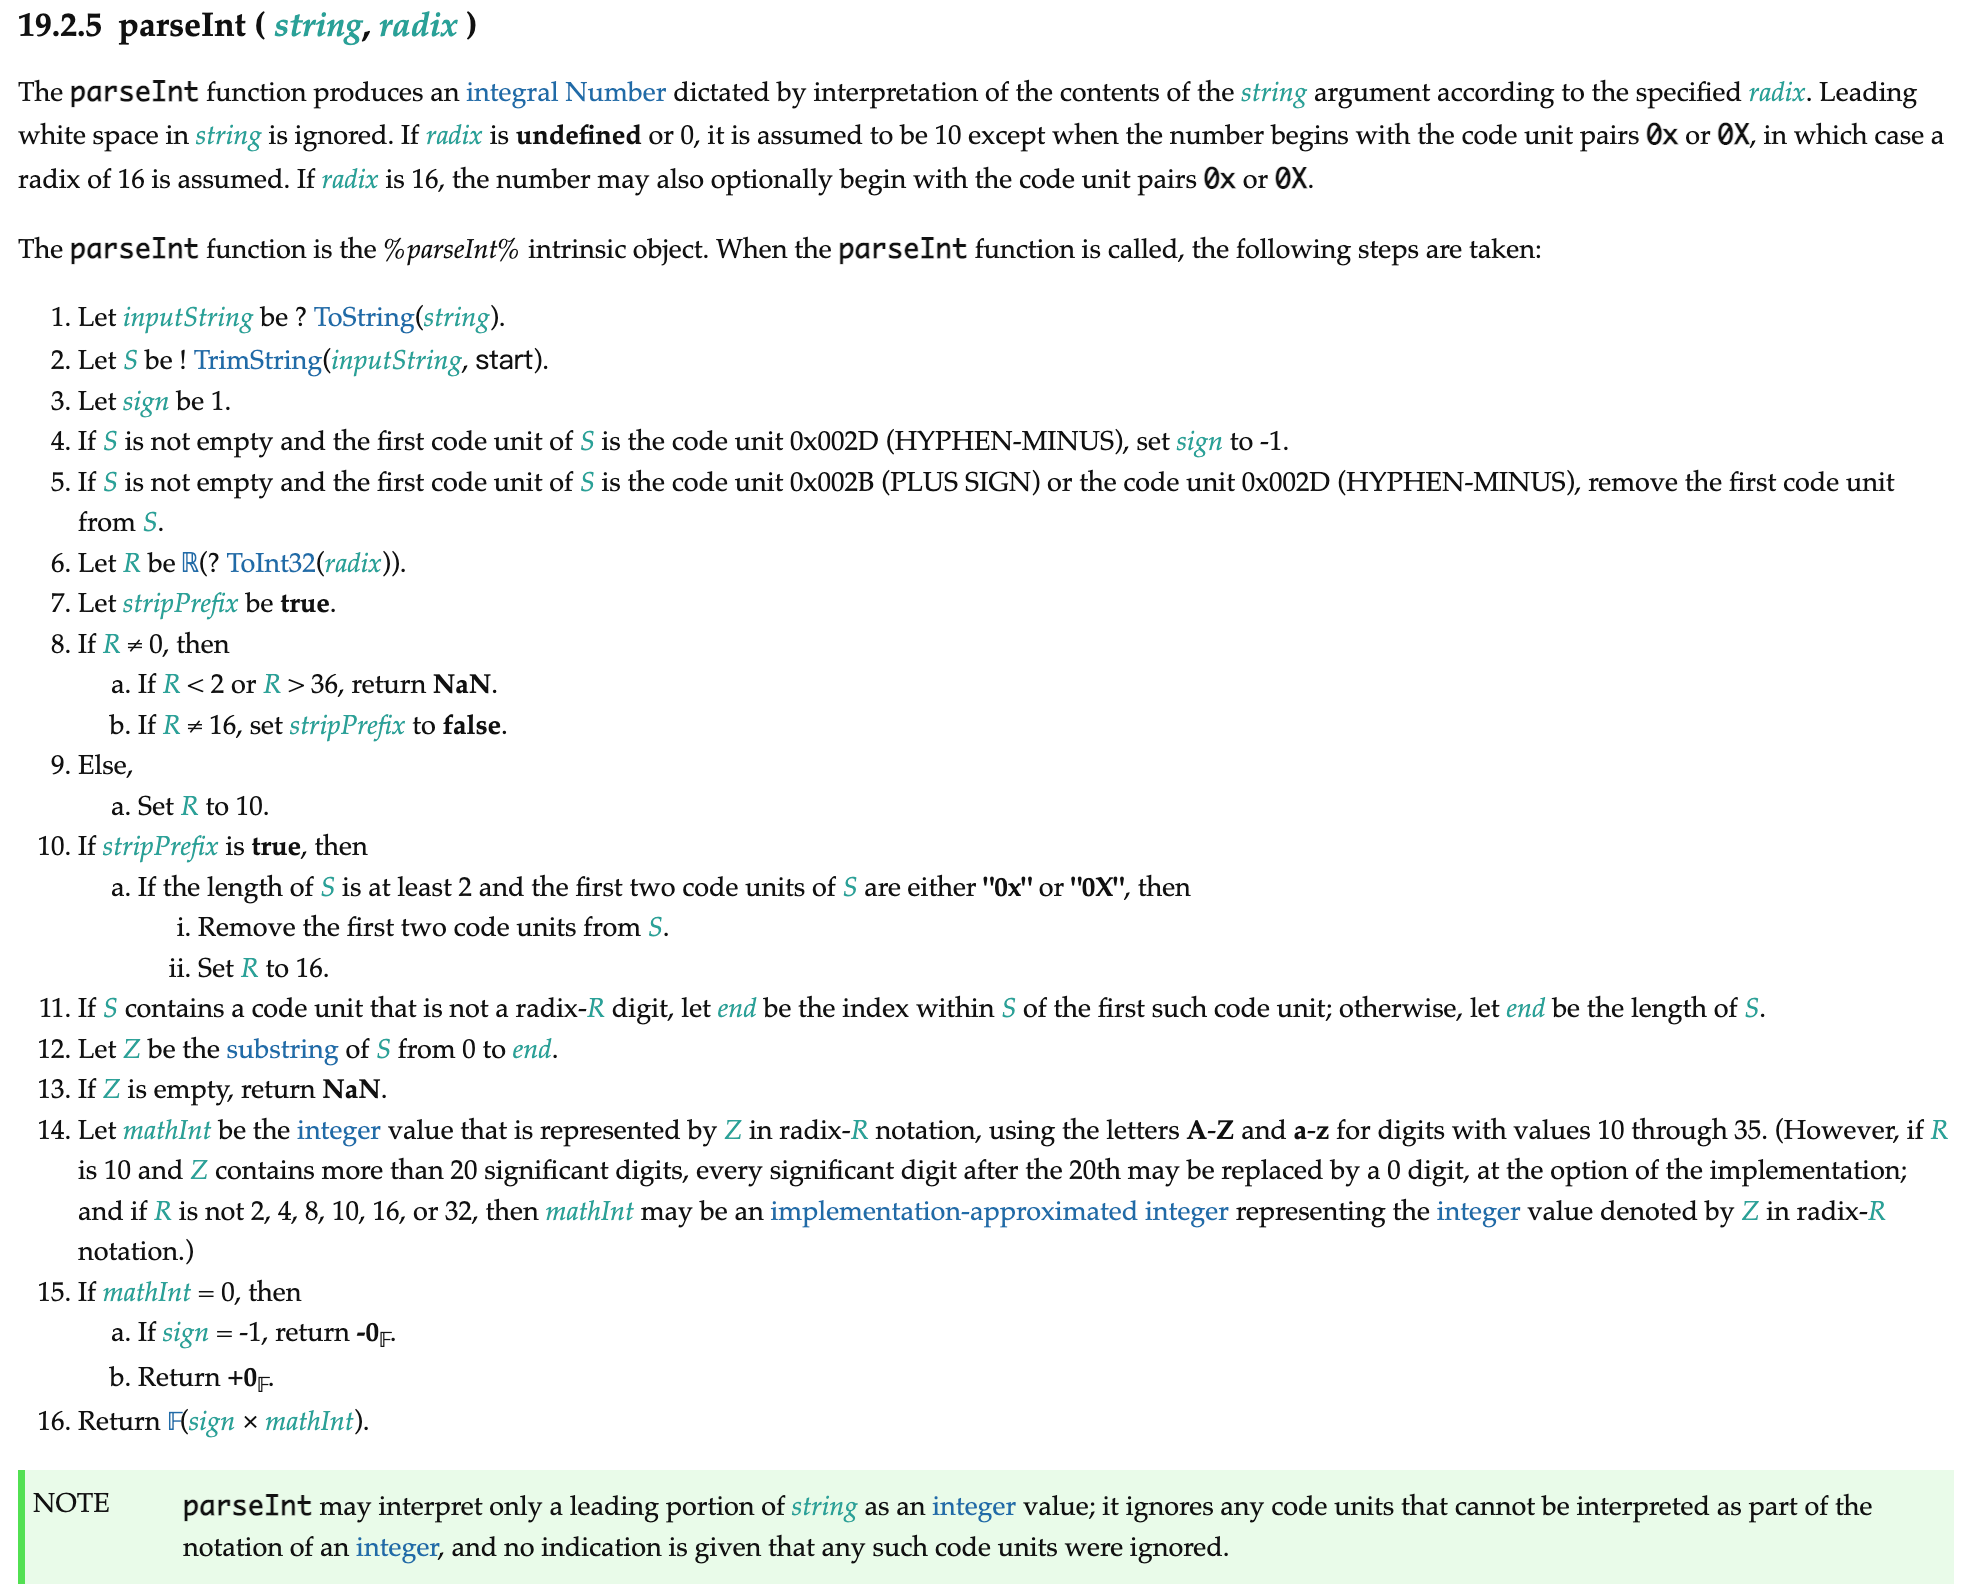 19.2.5 parseInt ( string, radix )
The parseInt function produces an integral Number dictated by interpretation of the contents of the string argument according to the specified radix. Leading
white space in string is ignored. If radix is undefined or 0, it is assumed to be 10 except when the number begins with the code unit pairs 0x or 0X, in which case a
radix of 16 is assumed. If radix is 16, the number may also optionally begin with the code unit pairs 0x or 0X.
The parseInt function is the %parseInt% intrinsic object. When the parseInt function is called, the following steps are taken:
1. Let inputString be ? ToString(string).
2. Let S be ! TrimString(inputString, start).
3. Let sign be 1.
4. If S is not empty and the first code unit of S is the code unit 0x002D (HYPHEN-MINUS), set sign to -1.
5. If S is not empty and the first code unit of S is the code unit 0x002B (PLUS SIGN) or the code unit 0x002D (HYPHEN-MINUS), remove the first code unit
from S.
6. Let R be ℝ(? ToInt32(radix)).
7. Let stripPrefix be true.
8. If R ≠ 0, then
a. If R < 2 or R > 36, return NaN.
b. If R ≠ 16, set stripPrefix to false.
9. Else,
a. Set R to 10.
10. If stripPrefix is true, then
a. If the length of S is at least 2 and the first two code units of S are either "0x" or "0X", then
i. Remove the first two code units from S.
ii. Set R to 16.
11. If S contains a code unit that is not a radix-R digit, let end be the index within S of the first such code unit; otherwise, let end be the length of S.
12. Let Z be the substring of S from 0 to end.
13. If Z is empty, return NaN.
14. Let mathInt be the integer value that is represented by Z in radix-R notation, using the letters A-Z and a-z for digits with values 10 through 35. (However, if R
is 10 and Z contains more than 20 significant digits, every significant digit after the 20th may be replaced by a 0 digit, at the option of the implementation;
and if R is not 2, 4, 8, 10, 16, or 32, then mathInt may be an implementation-approximated integer representing the integer value denoted by Z in radix-R
notation.)
15. If mathInt = 0, then
a. If sign = -1, return -0𝔽.
b. Return +0𝔽.
16. Return 𝔽(sign × mathInt).
NOTE parseInt may interpret only a leading portion of string as an integer value; it ignores any code units that cannot be interpreted as part of the
notation of an integer, and no indication is given that any such code units were ignored.